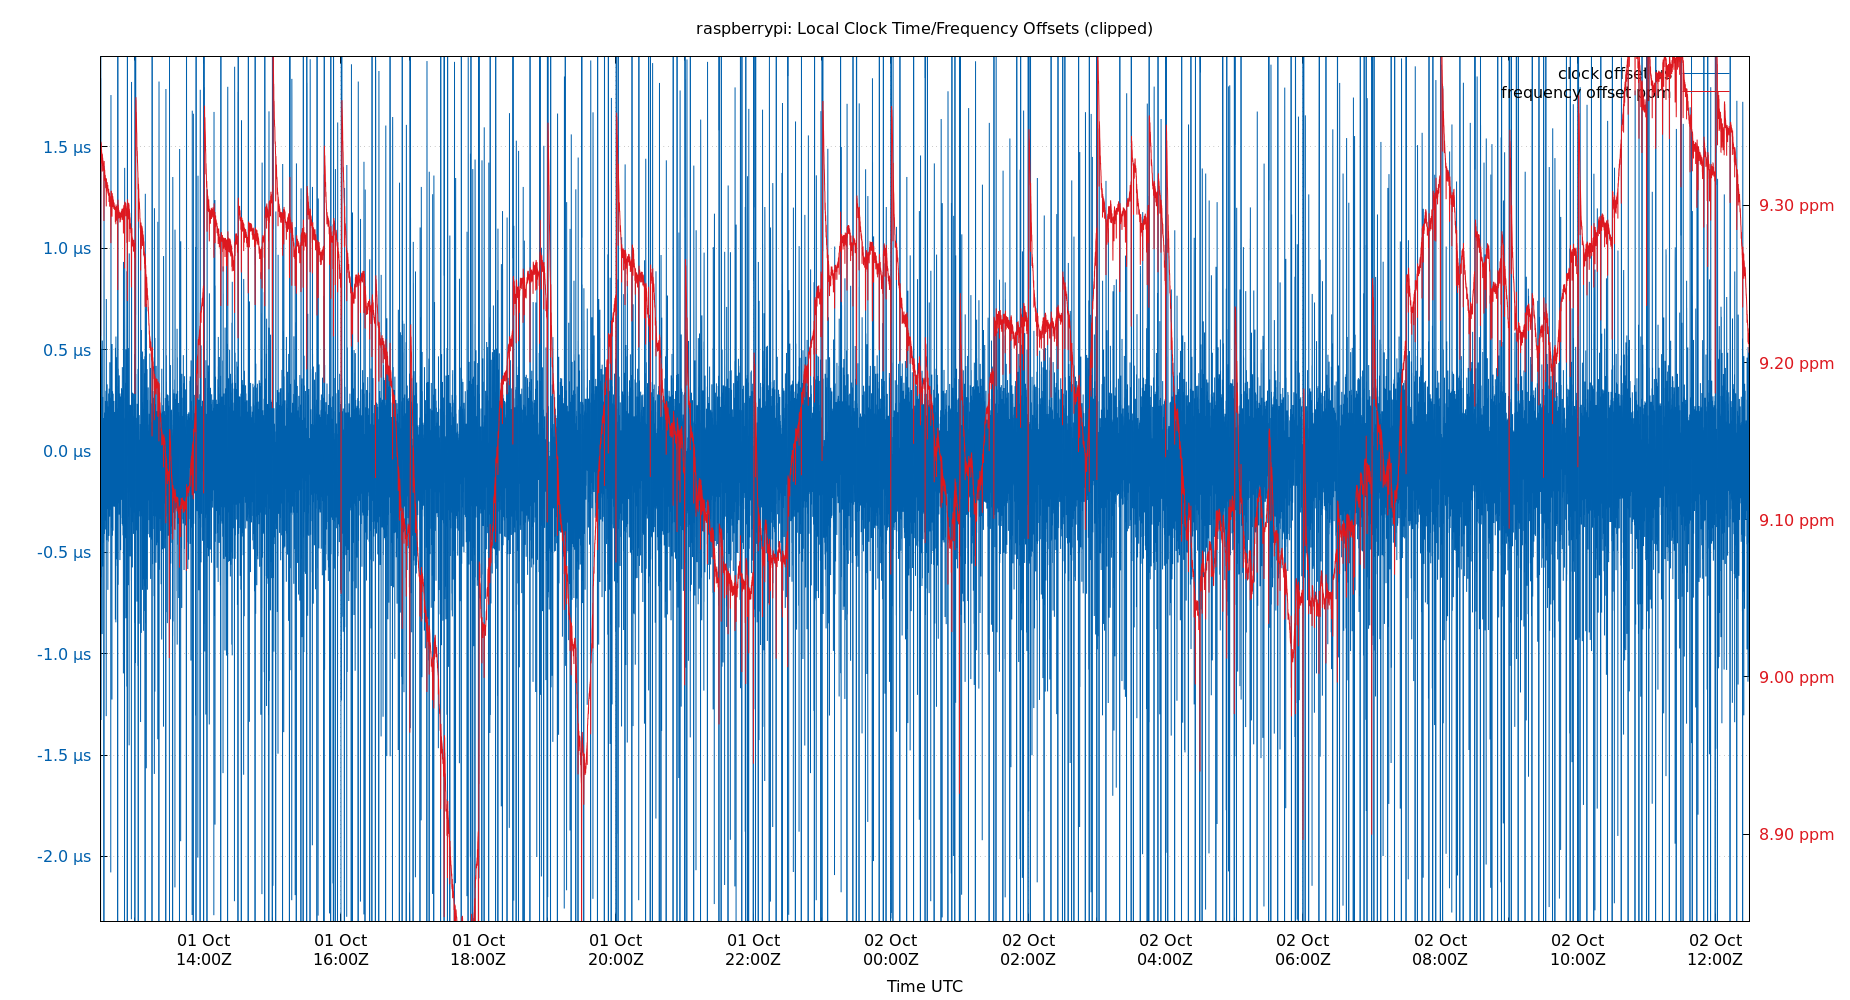 raspberrypi: Local Clock Time/Frequency Offsets (clipped)
clock offset
frequency offset ppm
1.5 µs
1.0 µs
0.5 µs
0.0 µs
-0.5 µs
-1.0 µs
-1.5 µs
-2.0 µs
9.30 ppm
9.20 ppm
9.10 ppm
9.00 ppm
8.90 ppm
01 Oct 01 Oct 01 Oct 01 Oct 01 Oct 02 Oct 02 Oct 02 Oct 02 Oct 02 Oct 02 Oct 02 Oct
14:00Z 16:00Z 18:00Z 20:00Z 22:00Z 00:00Z 02:00Z 04:00Z 06:00Z 08:00Z 10:00Z 12:00Z
Time UTC